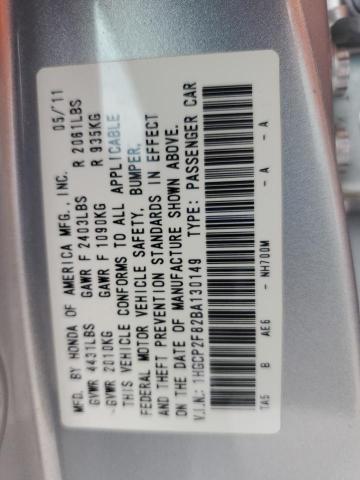 MFD. BY HONDA OF AMERICA MFG., INC. 05/11
GVWR 4431LBS GAWR F 2403LBS R 2061LBS
GVWR 2010KG GAWR F 1090KG R 935KG
THIS VEHICLE CONFORMS TO ALL APPLICABLE
FEDERAL MOTOR VEHICLE SAFETY, BUMPER,
AND THEFT PREVENTION STANDARDS IN EFFECT
ON THE DATE OF MANUFACTURE SHOWN ABOVE.
V.I.N.: 1HGCP2F82BA130149 TYPE: PASSENGER CAR
TA5 B AE6 - NH700M - A - A